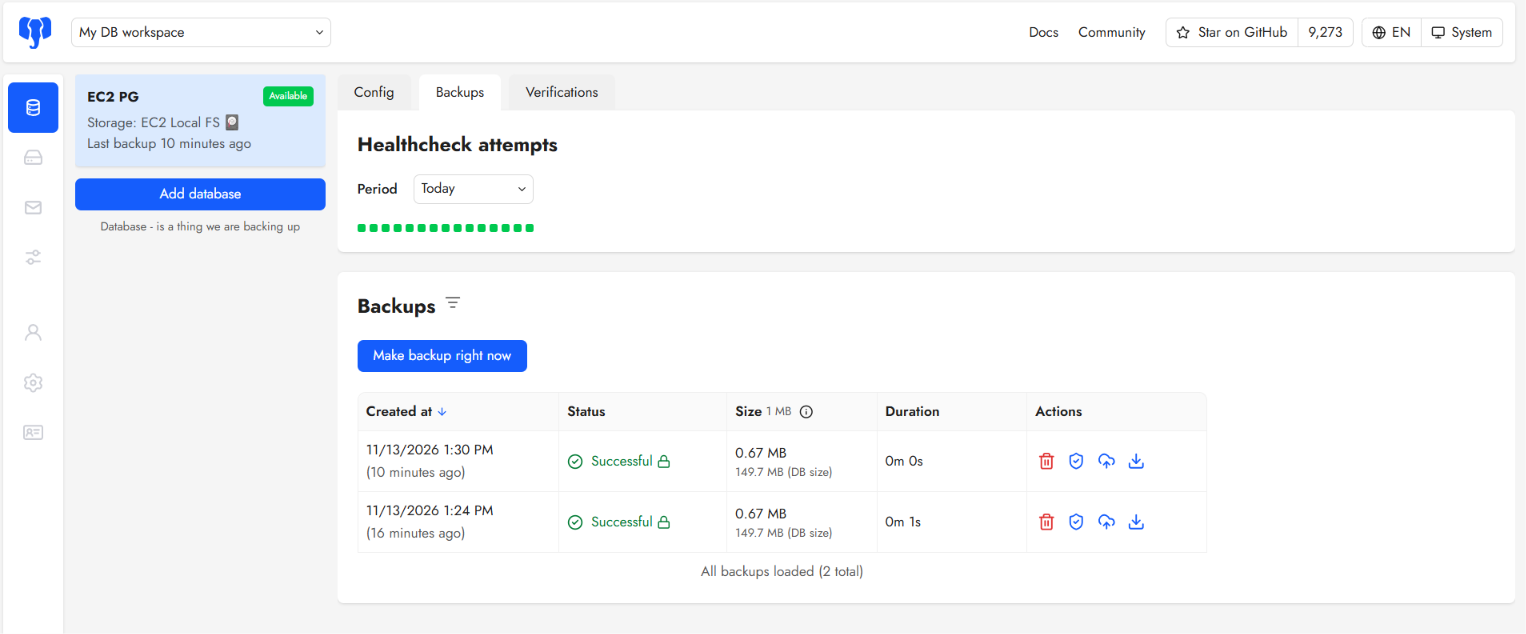 My DB workspace
Docs
Community
Star on GitHub
9,273
EN
System
EC2 PG
Available
Storage: EC2 Local FS
Last backup 10 minutes ago
Add database
Database - is a thing we are backing up
Config
Backups
Verifications
Healthcheck attempts
Period
Today
Backups
Make backup right now
Created at
Status
Size 1 MB
Duration
Actions
11/13/2026 1:30 PM
(10 minutes ago)
Successful
0.67 MB
149.7 MB (DB size)
0m 0s
11/13/2026 1:24 PM
(16 minutes ago)
Successful
0.67 MB
149.7 MB (DB size)
0m 1s
All backups loaded (2 total)